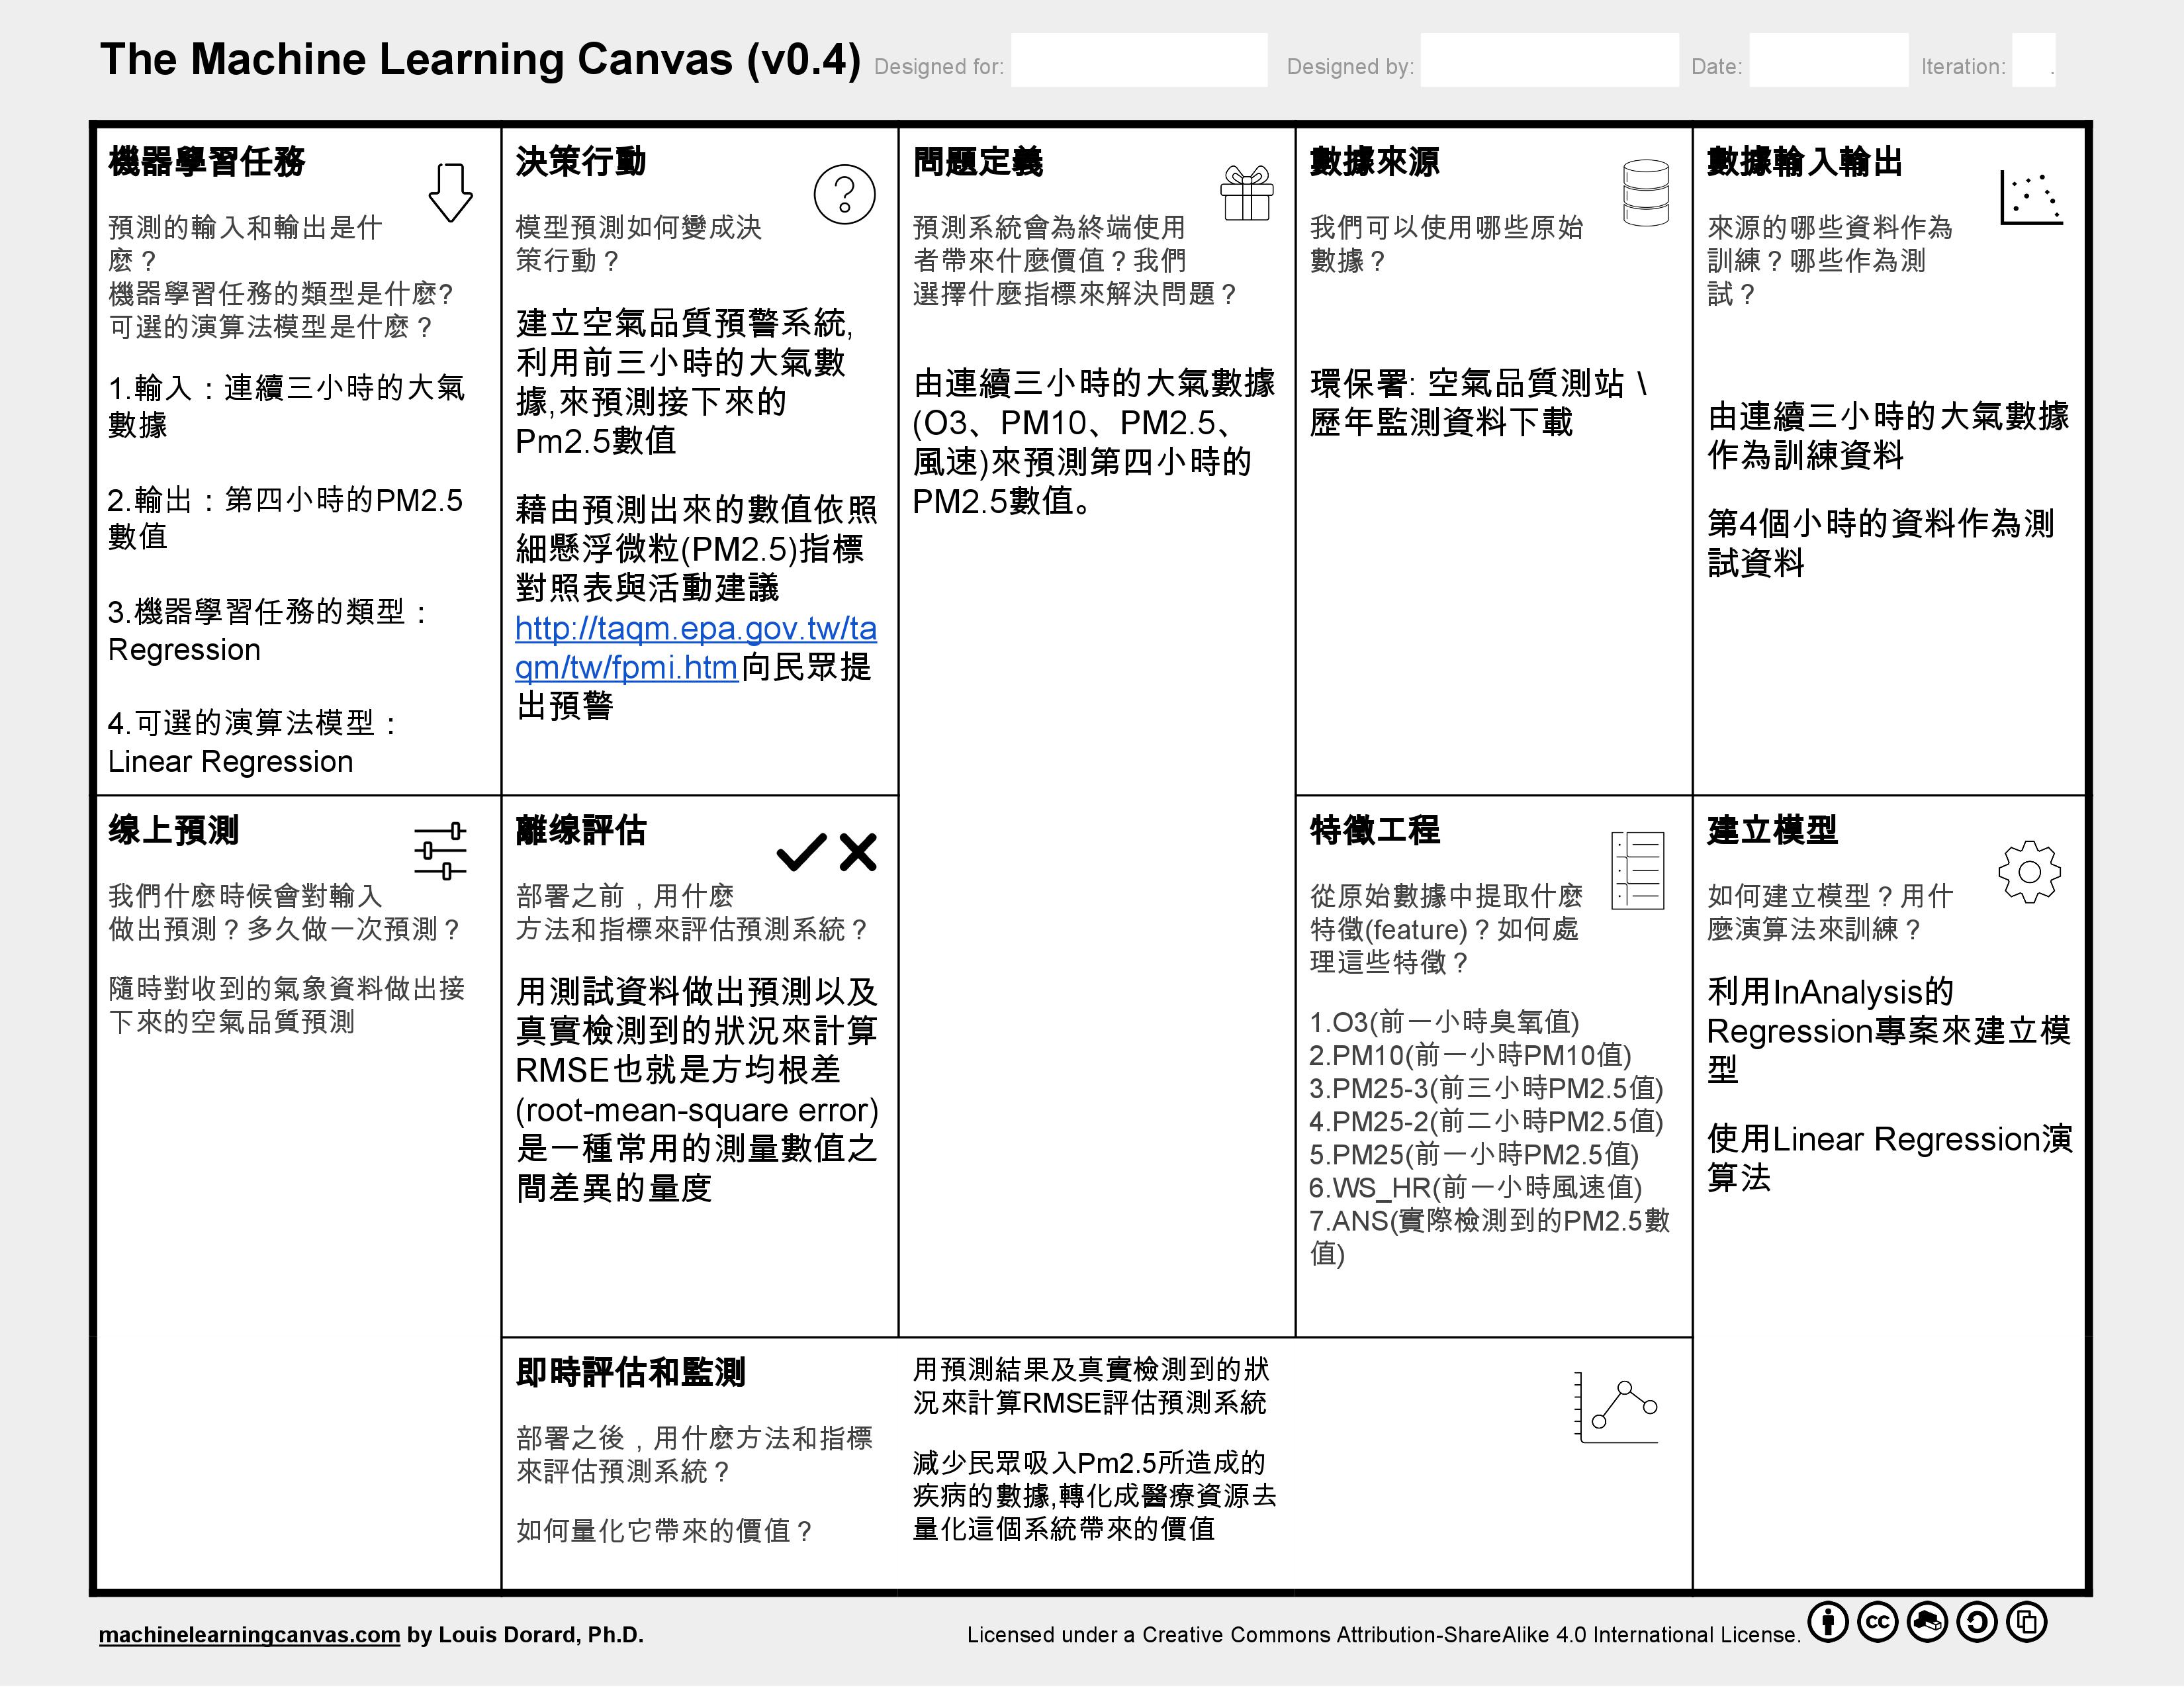 The Machine Learning Canvas (v0.4)
Designed for:
Designed by:
Date:
Iteration:
.
機器學習任務
預測的輸入和輸出是什
麽？
機器學習任務的類型是什麽?
可選的演算法模型是什麽？
1.輸入：連續三小時的大氣
數據
2.輸出：第四小時的PM2.5
數值
3.機器學習任務的類型：
Regression
4.可選的演算法模型：
Linear Regression
決策行動
模型預測如何變成決
策行動？
建立空氣品質預警系統,
利用前三小時的大氣數
據,來預測接下來的
Pm2.5數值
藉由預測出來的數值依照
細懸浮微粒(PM2.5)指標
對照表與活動建議
http://taqm.epa.gov.tw/ta
qm/tw/fpmi.htm向民眾提
出預警
問題定義
預測系統會為終端使用
者帶來什麼價值？我們
選擇什麼指標來解決問題？
由連續三小時的大氣數據
(O3、PM10、PM2.5、
風速)來預測第四小時的
PM2.5數值。
數據來源
我們可以使用哪些原始
數據？
環保署: 空氣品質測站 \
歷年監測資料下載
數據輸入輸出
來源的哪些資料作為
訓練？哪些作為測
試？
由連續三小時的大氣數據
作為訓練資料
第4個小時的資料作為測
試資料
线上預測
我們什麽時候會對輸入
做出預測？多久做一次預測？
隨時對收到的氣象資料做出接
下來的空氣品質預測
離线評估
部署之前，用什麽
方法和指標來評估預測系統？
用測試資料做出預測以及
真實檢測到的狀況來計算
RMSE也就是方均根差
(root-mean-square error)
是一種常用的測量數值之
間差異的量度
特徵工程
從原始數據中提取什麽
特徵(feature)？如何處
理這些特徵？
1.O3(前一小時臭氧值)
2.PM10(前一小時PM10值)
3.PM25-3(前三小時PM2.5值)
4.PM25-2(前二小時PM2.5值)
5.PM25(前一小時PM2.5值)
6.WS_HR(前一小時風速值)
7.ANS(實際檢測到的PM2.5數
值)
建立模型
如何建立模型？用什
麼演算法來訓練？
利用InAnalysis的
Regression專案來建立模
型
使用Linear Regression演
算法
即時評估和監測
部署之後，用什麽方法和指標
來評估預測系統？
如何量化它帶來的價值？
用預測結果及真實檢測到的狀
況來計算RMSE評估預測系統
減少民眾吸入Pm2.5所造成的
疾病的數據,轉化成醫療資源去
量化這個系統帶來的價值
machinelearningcanvas.com by Louis Dorard, Ph.D.
Licensed under a Creative Commons Attribution-ShareAlike 4.0 International License.
cc